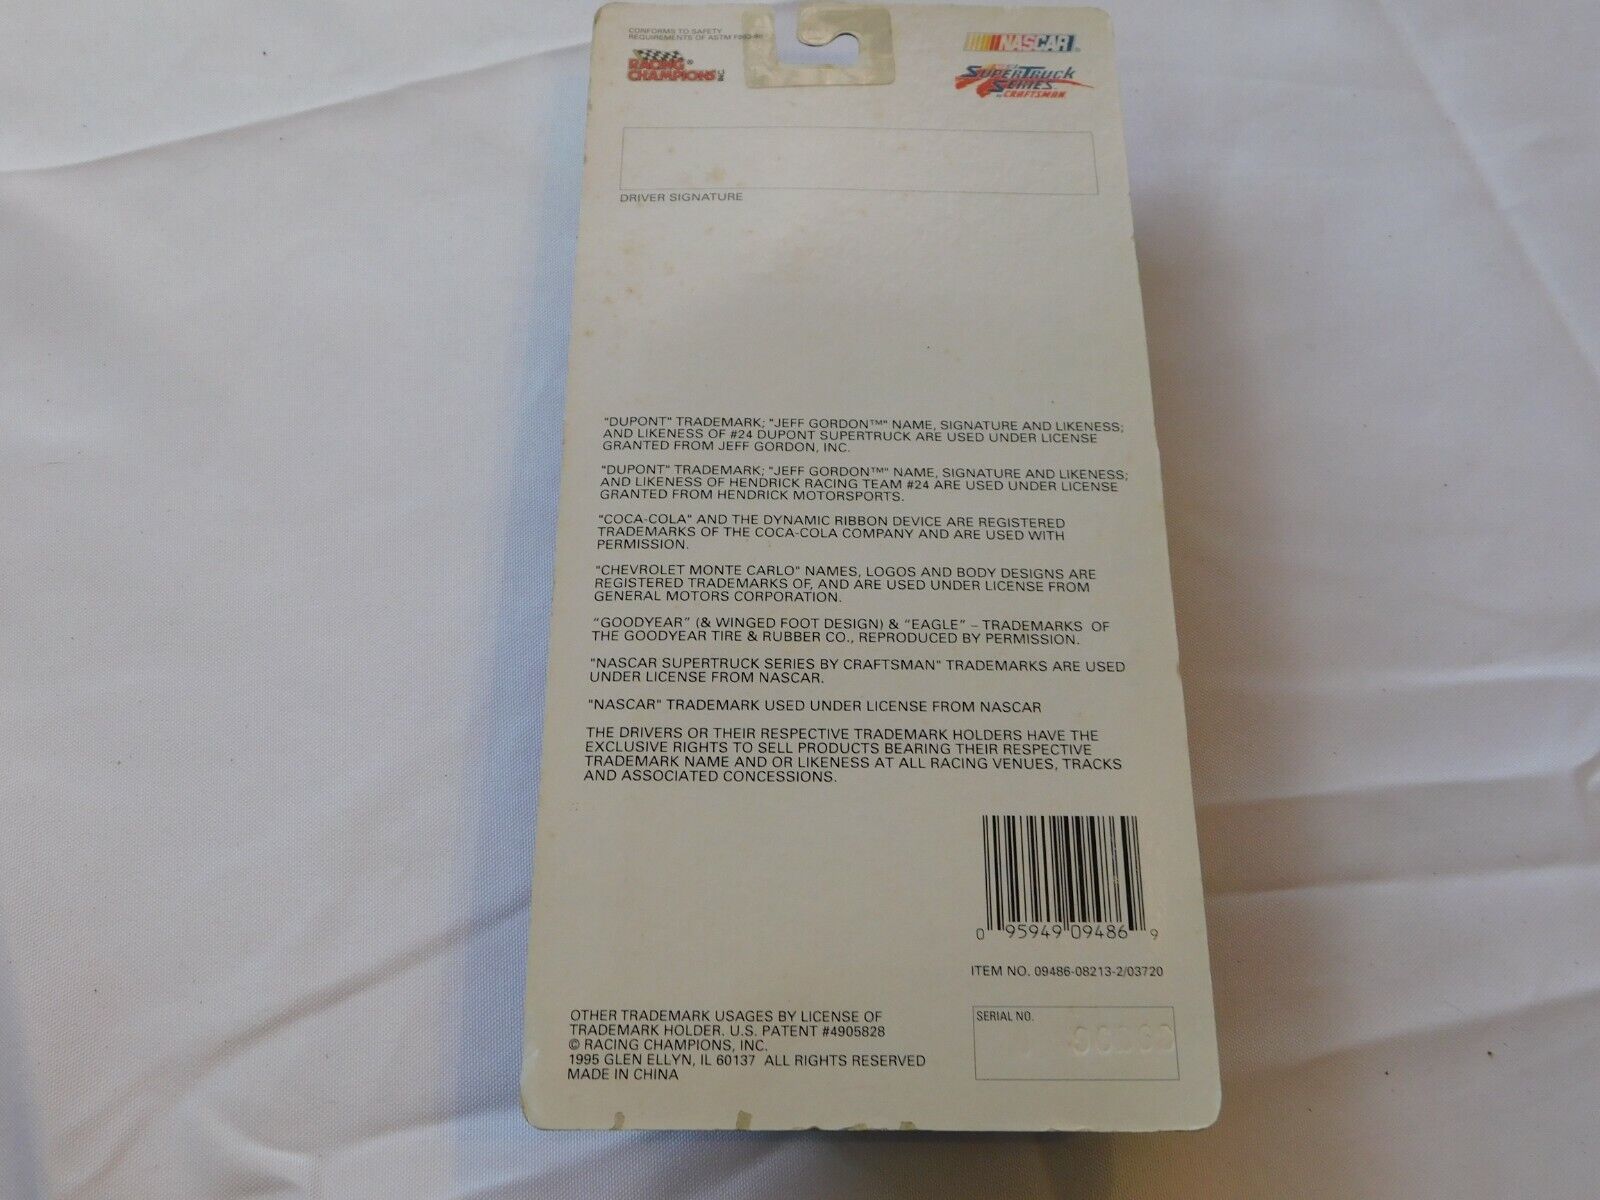 CONFORMS TO SAFETY
REQUIREMENTS OF ASTM
RACING®
CHAMPIONS INC.
NASCAR
SUPERTRUCK
SERIES
BY CRAFTSMAN
DRIVER SIGNATURE
"DUPONT" TRADEMARK; "JEFF GORDON™" NAME, SIGNATURE AND LIKENESS;
AND LIKENESS OF #24 DUPONT SUPERTRUCK ARE USED UNDER LICENSE
GRANTED FROM JEFF GORDON, INC.
"DUPONT" TRADEMARK; "JEFF GORDON™" NAME, SIGNATURE AND LIKENESS;
AND LIKENESS OF HENDRICK RACING TEAM #24 ARE USED UNDER LICENSE
GRANTED FROM HENDRICK MOTORSPORTS.
"COCA-COLA" AND THE DYNAMIC RIBBON DEVICE ARE REGISTERED
TRADEMARKS OF THE COCA-COLA COMPANY AND ARE USED WITH
PERMISSION.
"CHEVROLET MONTE CARLO" NAMES, LOGOS AND BODY DESIGNS ARE
REGISTERED TRADEMARKS OF, AND ARE USED UNDER LICENSE FROM
GENERAL MOTORS CORPORATION.
"GOODYEAR" (& WINGED FOOT DESIGN) & "EAGLE" – TRADEMARKS OF
THE GOODYEAR TIRE & RUBBER CO., REPRODUCED BY PERMISSION.
"NASCAR SUPERTRUCK SERIES BY CRAFTSMAN" TRADEMARKS ARE USED
UNDER LICENSE FROM NASCAR.
"NASCAR" TRADEMARK USED UNDER LICENSE FROM NASCAR
THE DRIVERS OR THEIR RESPECTIVE TRADEMARK HOLDERS HAVE THE
EXCLUSIVE RIGHTS TO SELL PRODUCTS BEARING THEIR RESPECTIVE
TRADEMARK NAME AND OR LIKENESS AT ALL RACING VENUES, TRACKS
AND ASSOCIATED CONCESSIONS.
0 95949 09486 9
ITEM NO. 09486-08213-2/03720
OTHER TRADEMARK USAGES BY LICENSE OF
TRADEMARK HOLDER. U.S. PATENT #4905828
© RACING CHAMPIONS, INC.
1995 GLEN ELLYN, IL 60137 ALL RIGHTS RESERVED
MADE IN CHINA
SERIAL NO.